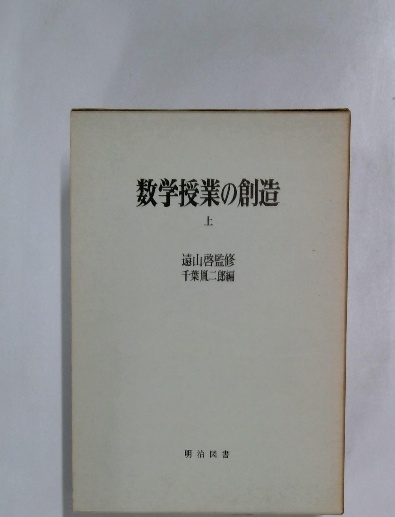 数学授業の創造
上
遠山啓監修
千葉胤二郎編
明治図書